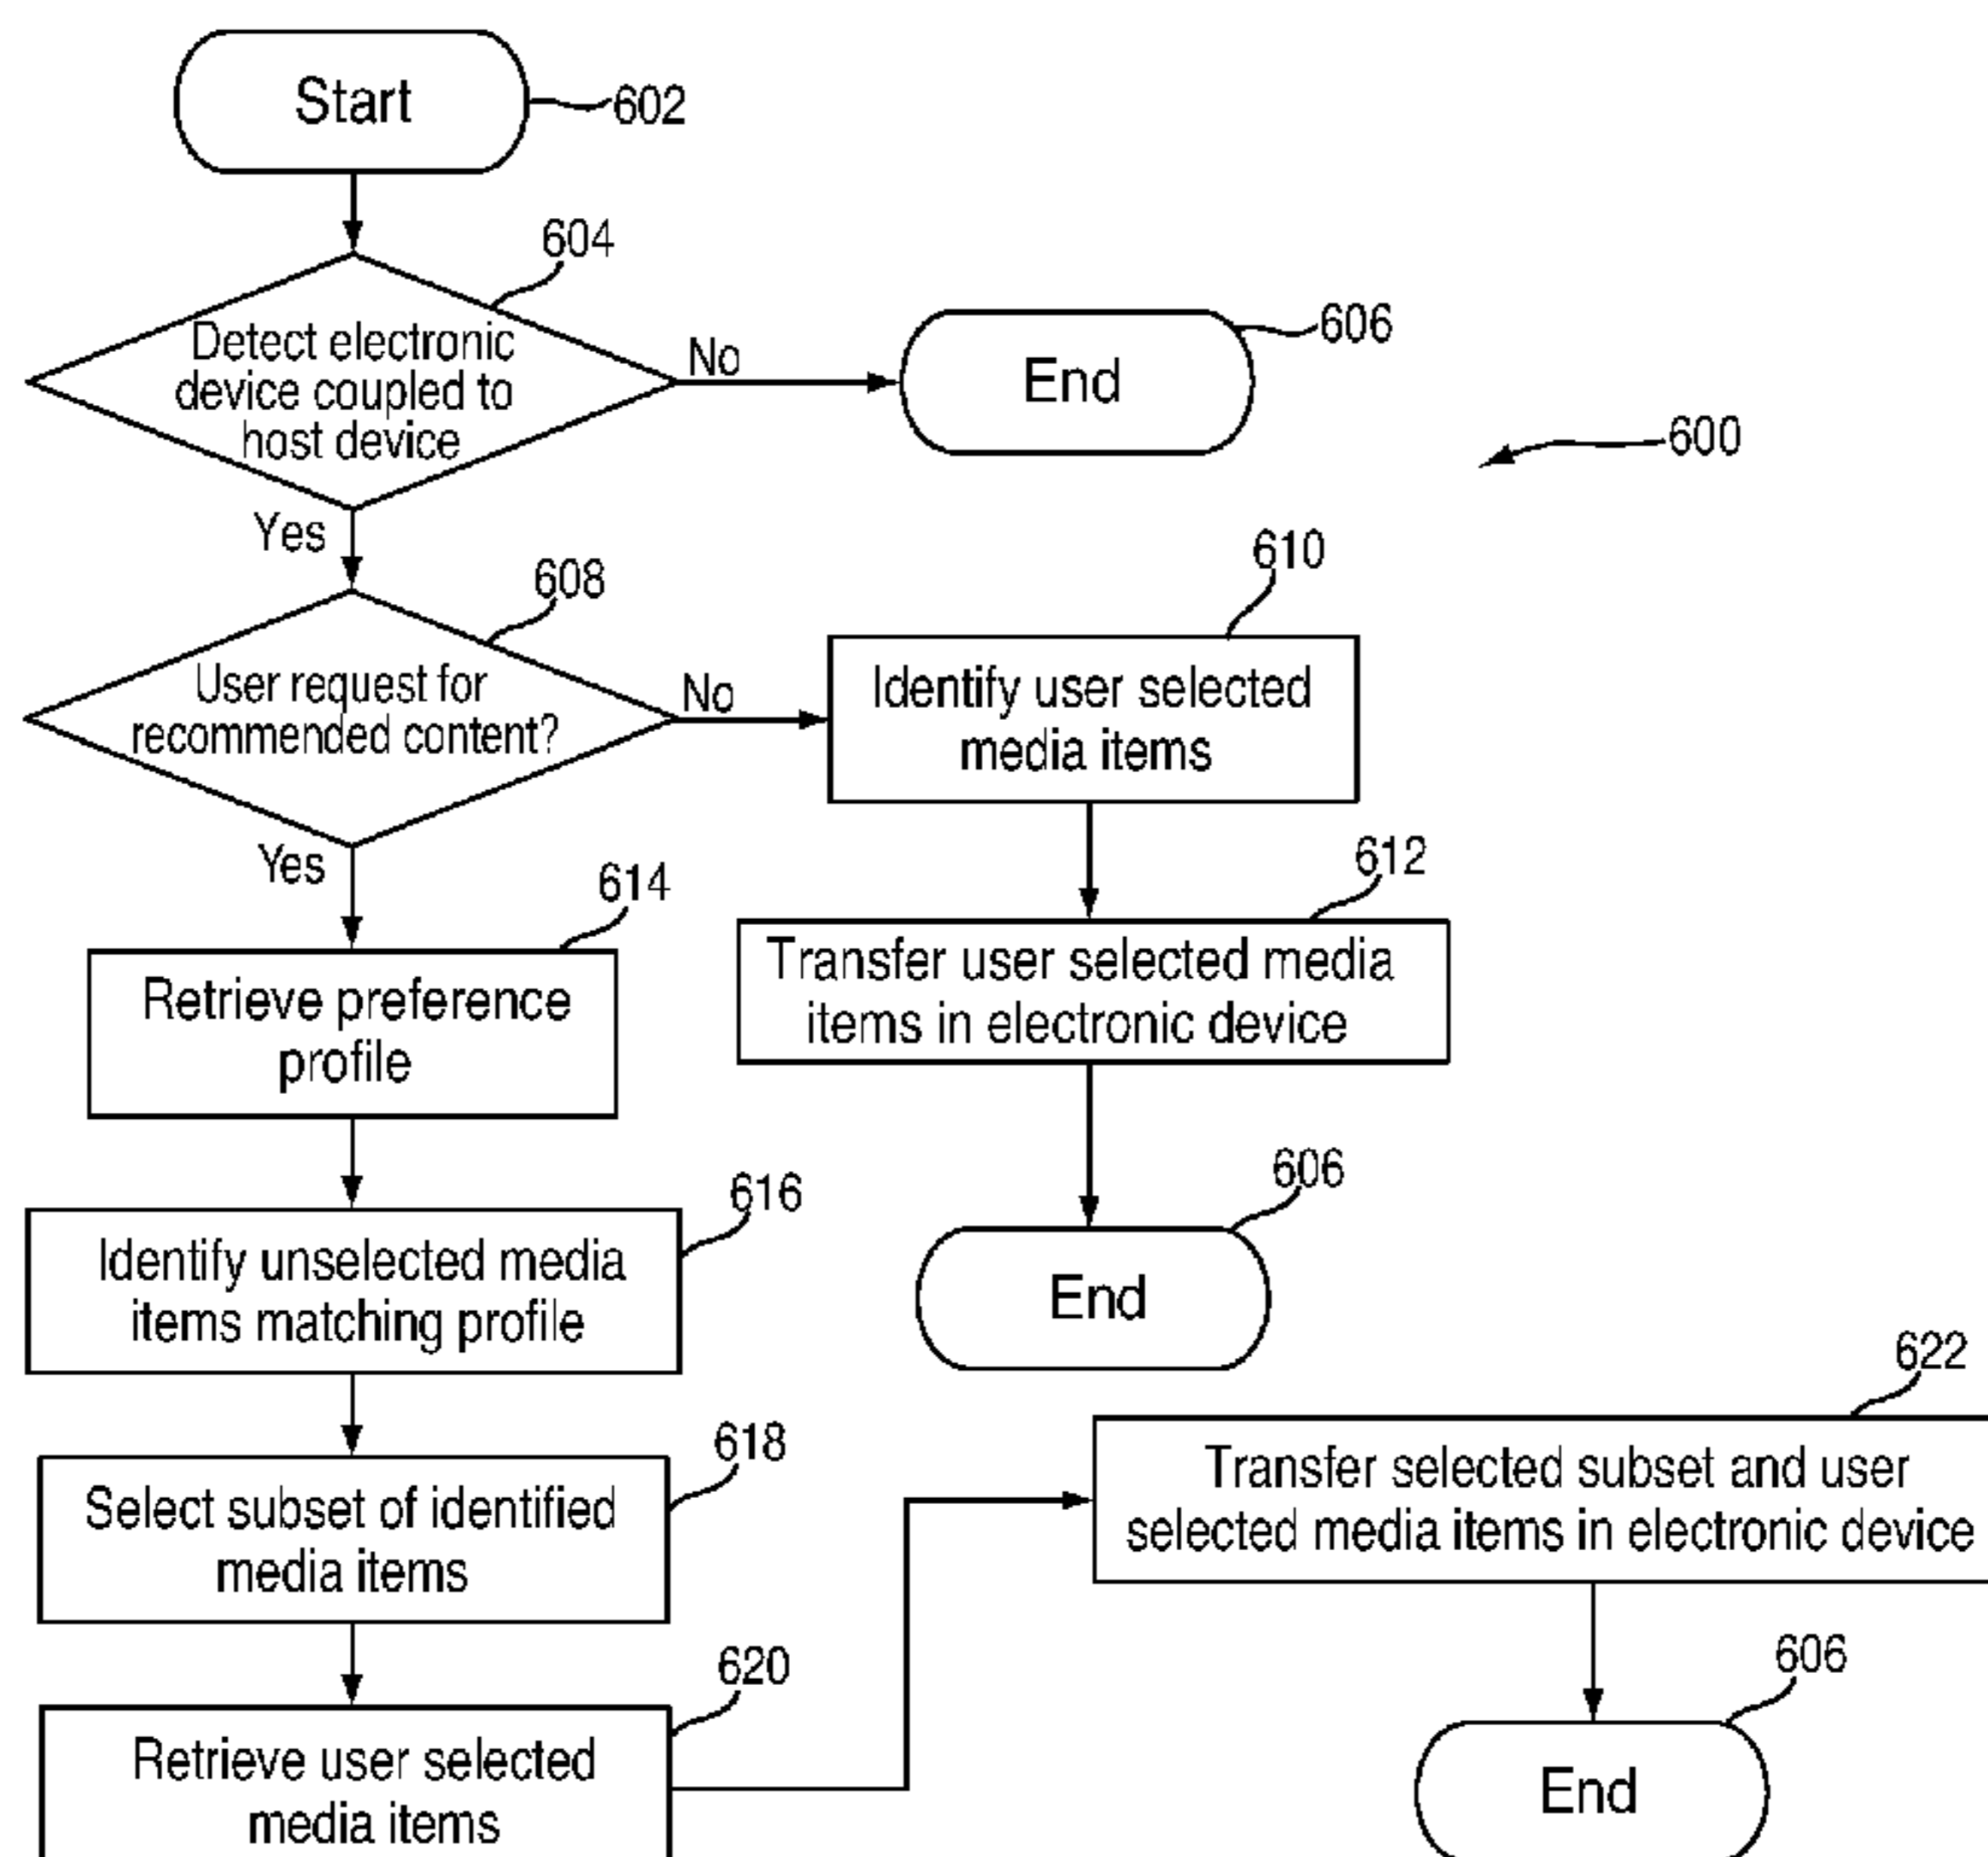 Start
602
604
Detect electronic
device coupled to
host device
No
End
606
600
Yes
608
User request for
recommended content?
No
610
Identify user selected
media items
Yes
614
Retrieve preference
profile
612
Transfer user selected media
items in electronic device
606
End
616
Identify unselected media
items matching profile
618
Select subset of identified
media items
620
Retrieve user selected
media items
622
Transfer selected subset and user
selected media items in electronic device
606
End